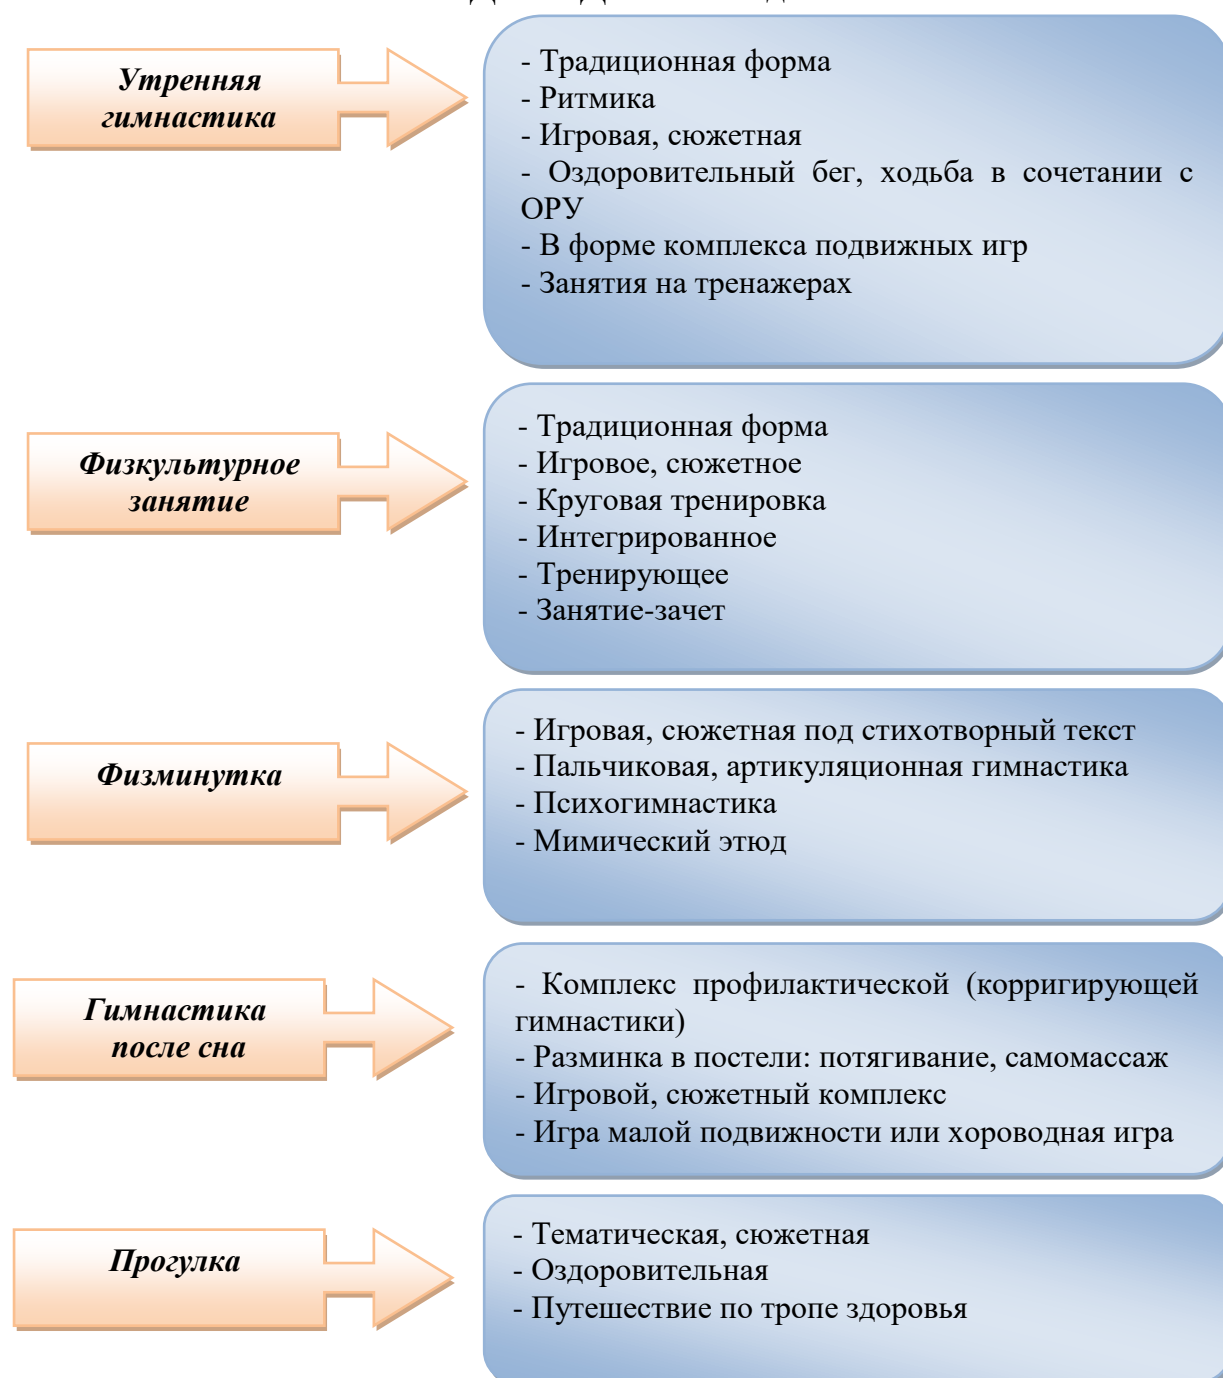 Утренняя
гимнастика
- Традиционная форма
- Ритмика
- Игровая, сюжетная
- Оздоровительный бег, ходьба в сочетании с
ОРУ
- В форме комплекса подвижных игр
- Занятия на тренажерах
Физкультурное
занятие
- Традиционная форма
- Игровое, сюжетное
- Круговая тренировка
- Интегрированное
- Тренирующее
- Занятие-зачет
Физминутка
- Игровая, сюжетная под стихотворный текст
- Пальчиковая, артикуляционная гимнастика
- Психогимнастика
- Мимический этюд
Гимнастика
после сна
- Комплекс профилактической (корригирующей
гимнастики)
- Разминка в постели: потягивание, самомассаж
- Игровой, сюжетный комплекс
- Игра малой подвижности или хороводная игра
Прогулка
- Тематическая, сюжетная
- Оздоровительная
- Путешествие по тропе здоровья